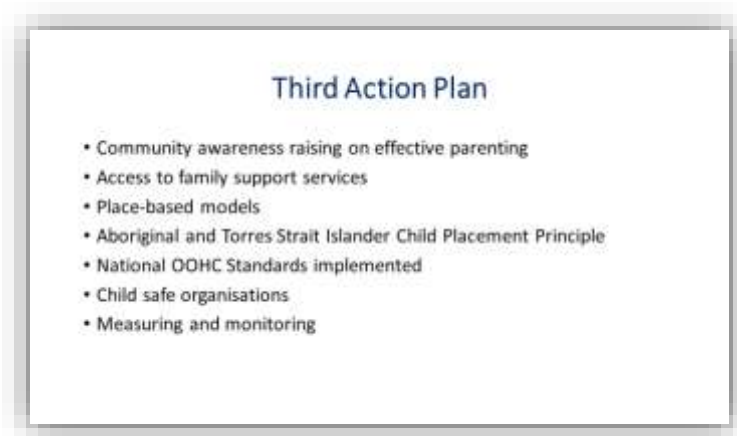 Third Action Plan
• Community awareness raising on effective parenting
• Access to family support services
• Place-based models
• Aboriginal and Torres Strait Islander Child Placement Principle
• National OOHC Standards implemented
• Child safe organisations
• Measuring and monitoring